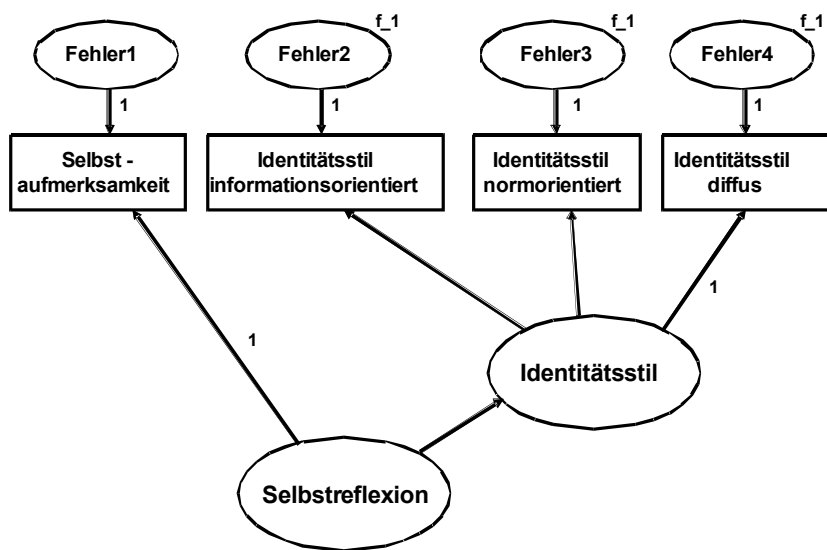 f_1 f_1 f_1
Fehler1 Fehler2 Fehler3 Fehler4
1 1 1 1
Selbst - Identitätsstil Identitätsstil Identitätsstil
aufmerksamkeit informationsorientiert normorientiert diffus
1
1
Identitätsstil
Selbstreflexion